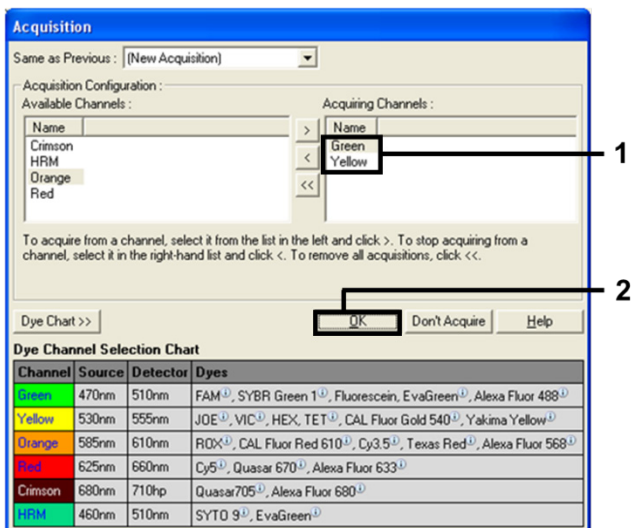 Acquisition
Same as Previous : (New Acquisition)
Acquisition Configuration :
Available Channels :
Acquiring Channels :
Name
Crimson
HRM
Orange
Red
>
<
<<
Name
Green
Yellow
1
To acquire from a channel, select it from the list in the left and click >. To stop acquiring from a
channel, select it in the right-hand list and click <. To remove all acquisitions, click <<.
2
Dye Chart >> OK Don't Acquire Help
Dye Channel Selection Chart
Channel Source Detector Dyes
Green 470nm 510nm FAM, SYBR Green 1, Fluorescein, EvaGreen, Alexa Fluor 488
Yellow 530nm 555nm JOE, VIC, HEX, TET, CAL Fluor Gold 540, Yakima Yellow
Orange 585nm 610nm ROX, CAL Fluor Red 610, Cy3.5, Texas Red, Alexa Fluor 568
Red 625nm 660nm Cy5, Quasar 670, Alexa Fluor 633
Crimson 680nm 710hp Quasar705, Alexa Fluor 680
HRM 460nm 510nm SYTO 9, EvaGreen